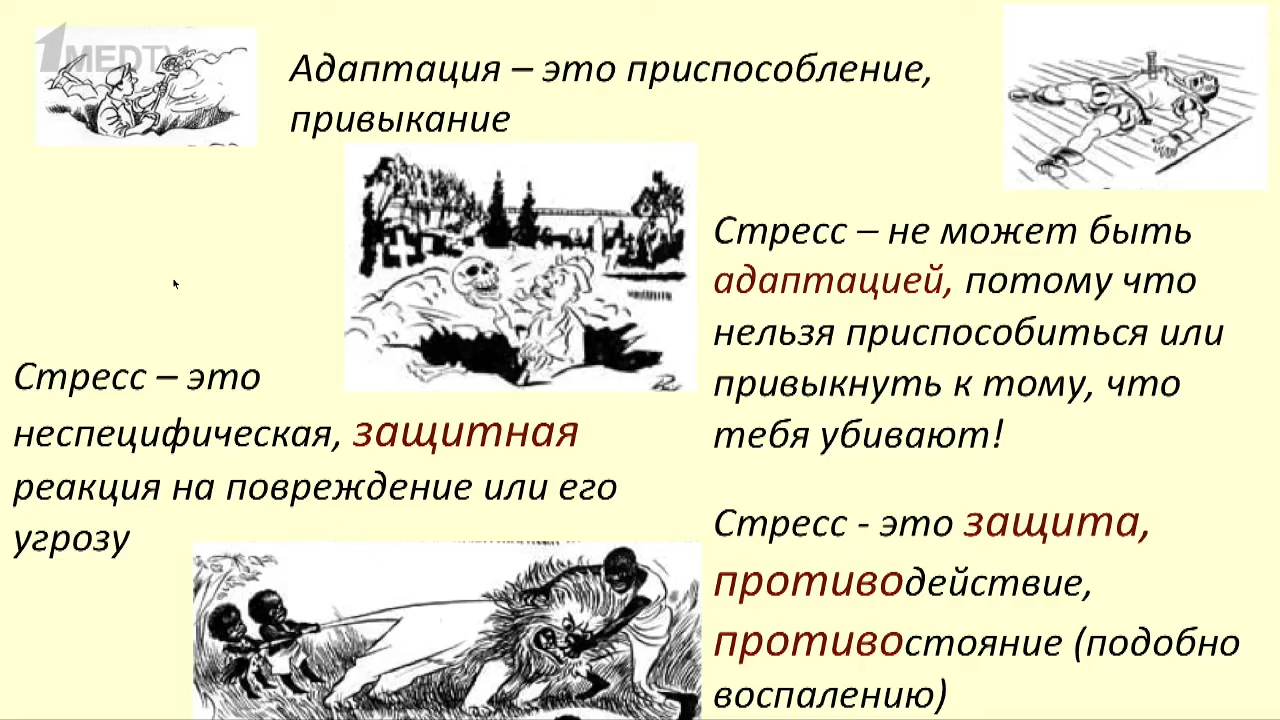 1MEDTV
Адаптация – это приспособление,
привыкание
Стресс – это
неспецифическая, защитная
реакция на повреждение или его
угрозу
Стресс – не может быть
адаптацией, потому что
нельзя приспособиться или
привыкнуть к тому, что
тебя убивают!
Стресс - это защита,
противодействие,
противостояние (подобно
воспалению)